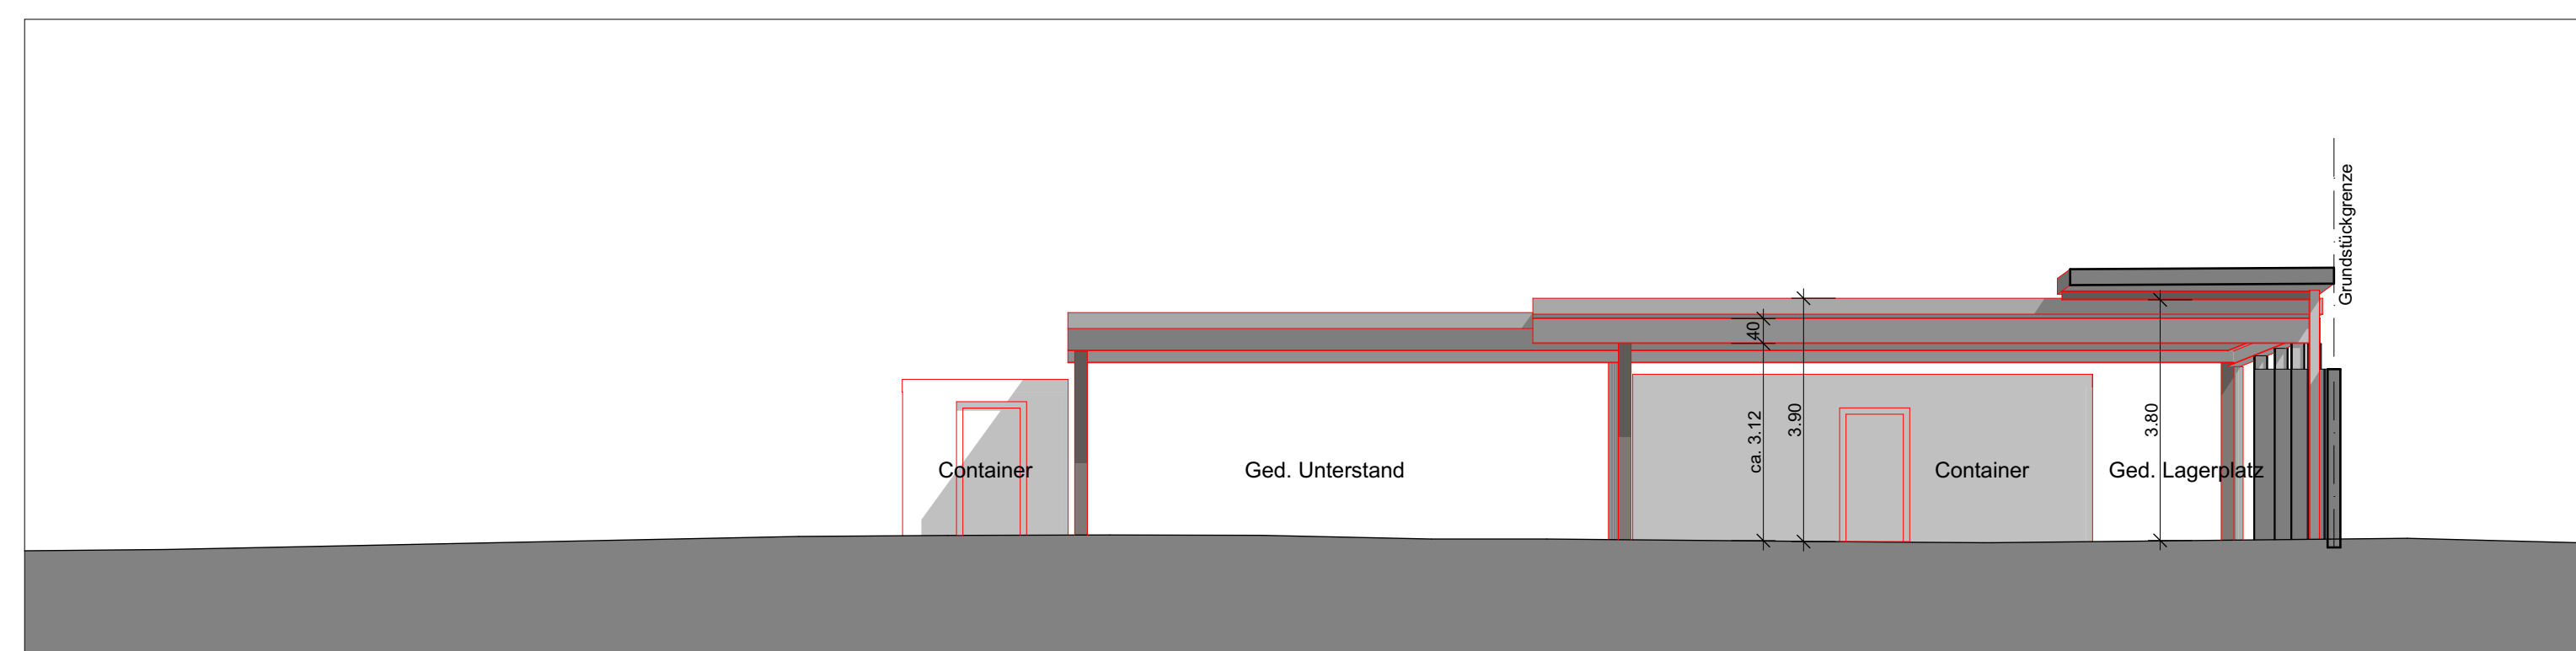 Grundstückgrenze
40
ca. 3.12
3.90
3.80
Container
Ged. Unterstand
Container
Ged. Lagerplatz